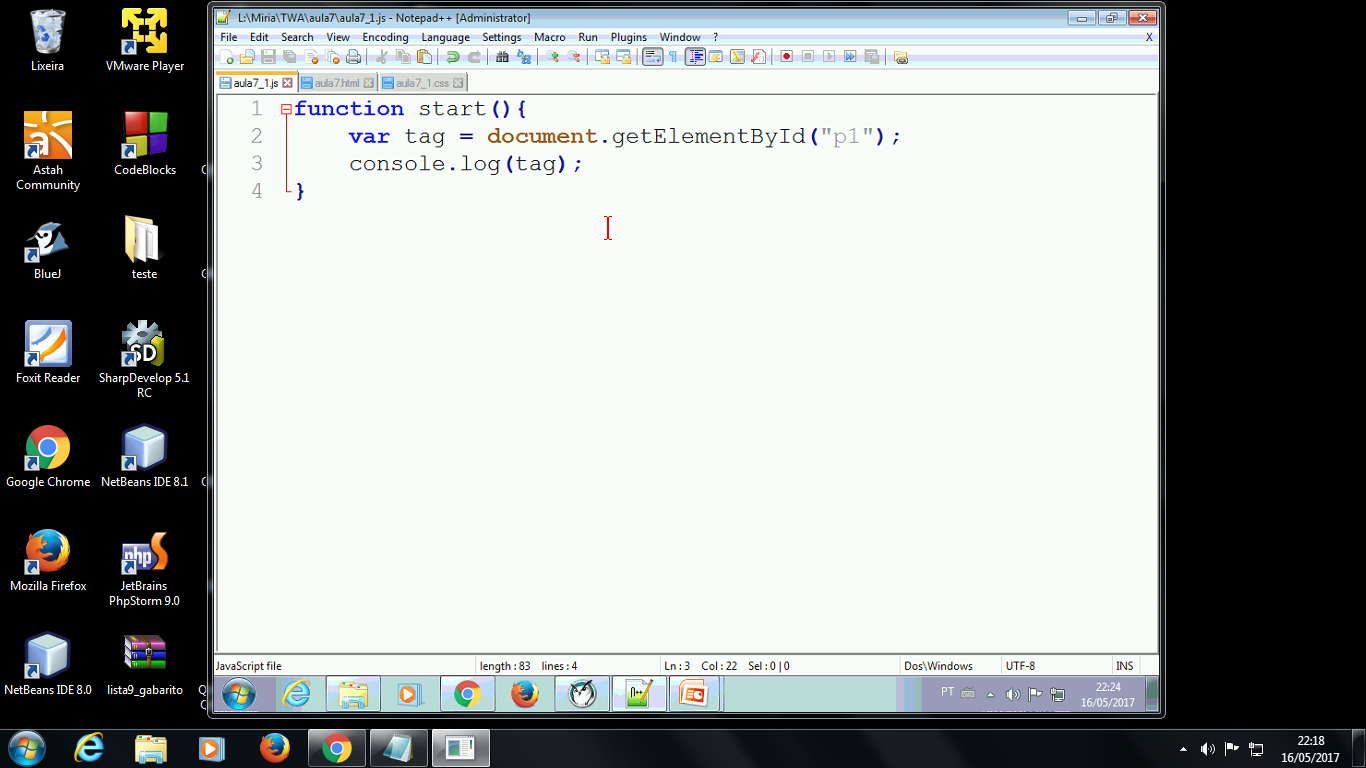 Lixeira
VMware Player
Astah Community
CodeBlocks
BlueJ
teste
Foxit Reader
SharpDevelop 5.1 RC
Google Chrome
NetBeans IDE 8.1
Mozilla Firefox
JetBrains PhpStorm 9.0
NetBeans IDE 8.0
lista9_gabarito
L:\Miria\TWA\aula7\aula7_1.js - Notepad++ [Administrator]
File Edit Search View Encoding Language Settings Macro Run Plugins Window ? X
aula7_1.js aula7.html aula7_1.css
1 function start(){
2 var tag = document.getElementById("p1");
3 console.log(tag);
4 }
JavaScript file length : 83 lines : 4 Ln : 3 Col : 22 Sel : 0 | 0 Dos\Windows UTF-8 INS
PT 22:24
16/05/2017
22:18
16/05/2017